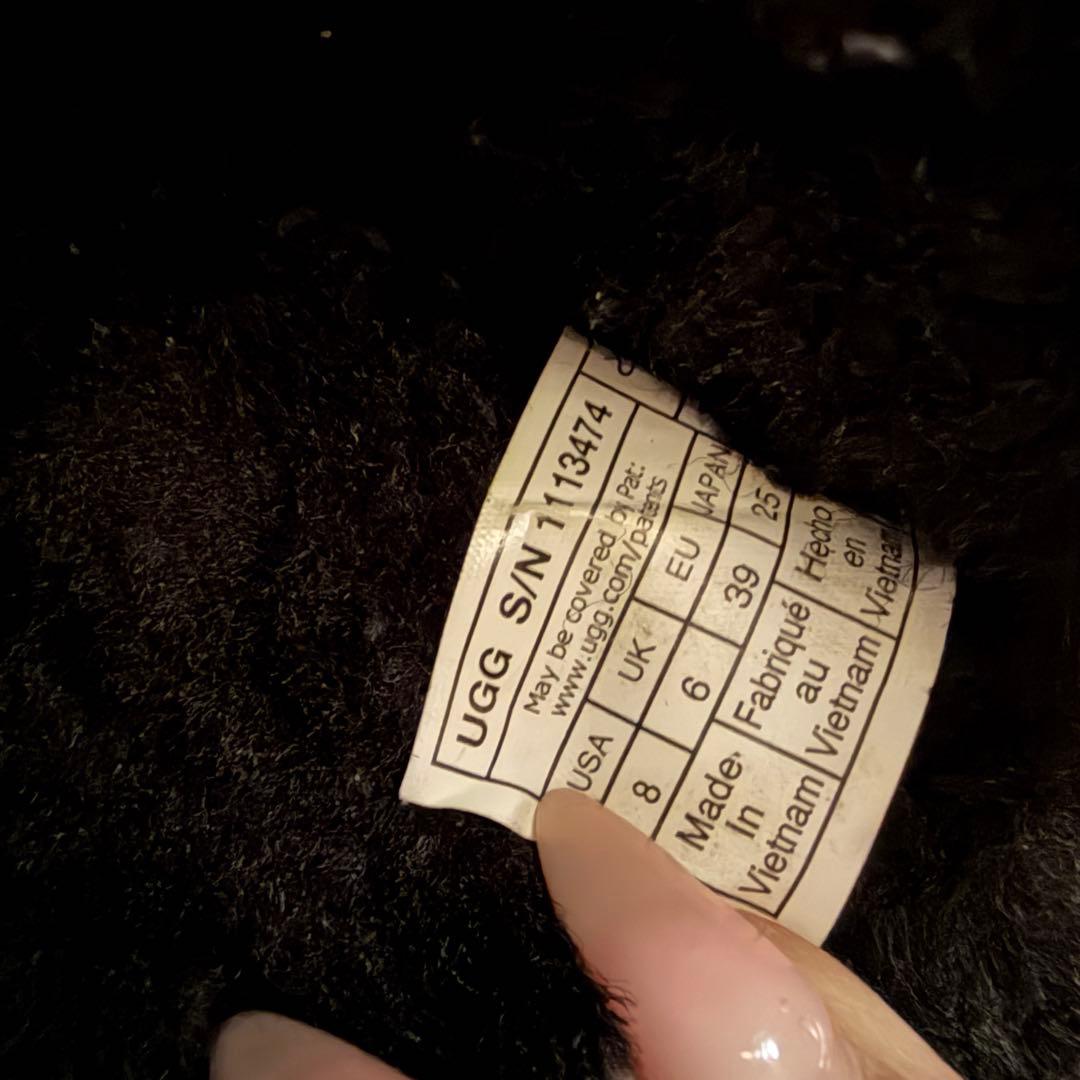 UGG S/N 1113474
May be covered by Pat.:
www.ugg.com/patents
USA UK EU JAPAN
8 6 39 25
Made In Vietnam
Fabriqué au Vietnam
Hecho en Vietnam